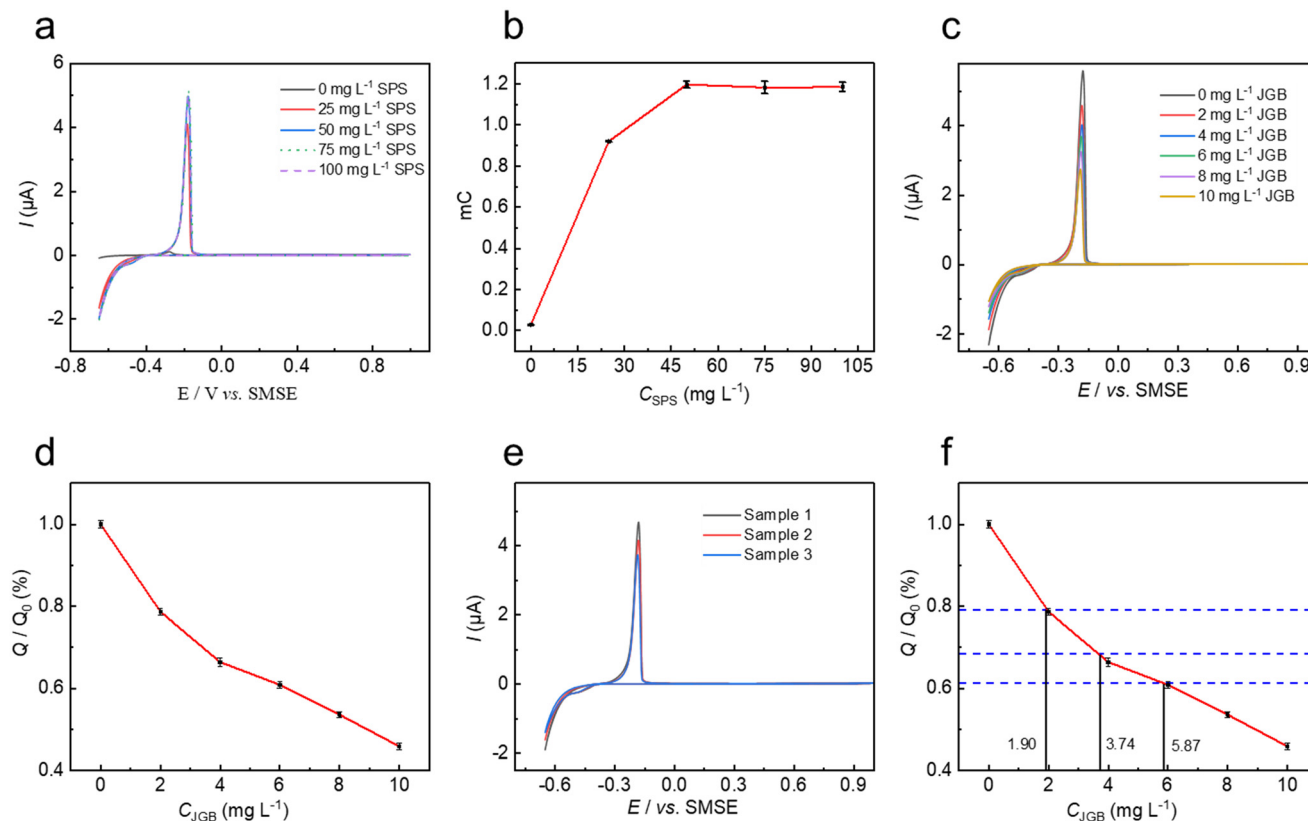 a
6
4
2
0
-2
-0.8
-0.4
0.0
0.4
0.8
I (µA)
E / V vs. SMSE
0 mg L⁻¹ SPS
25 mg L⁻¹ SPS
50 mg L⁻¹ SPS
75 mg L⁻¹ SPS
100 mg L⁻¹ SPS
b
1.2
1.0
0.8
0.6
0.4
0.2
0.0
0 15 30 45 60 75 90 105
mC
C_SPS (mg L⁻¹)
c
4
2
0
-2
-0.6
-0.3
0.0
0.3
0.6
0.9
I (µA)
E / vs. SMSE
0 mg L⁻¹ JGB
2 mg L⁻¹ JGB
4 mg L⁻¹ JGB
6 mg L⁻¹ JGB
8 mg L⁻¹ JGB
10 mg L⁻¹ JGB
d
1.0
0.8
0.6
0.4
0 2 4 6 8 10
Q / Q₀ (%)
C_JGB (mg L⁻¹)
e
4
2
0
-2
-0.6
-0.3
0.0
0.3
0.6
0.9
I (µA)
E / vs. SMSE
Sample 1
Sample 2
Sample 3
f
1.0
0.8
0.6
0.4
0 2 4 6 8 10
Q / Q₀ (%)
C_JGB (mg L⁻¹)
1.90
3.74
5.87